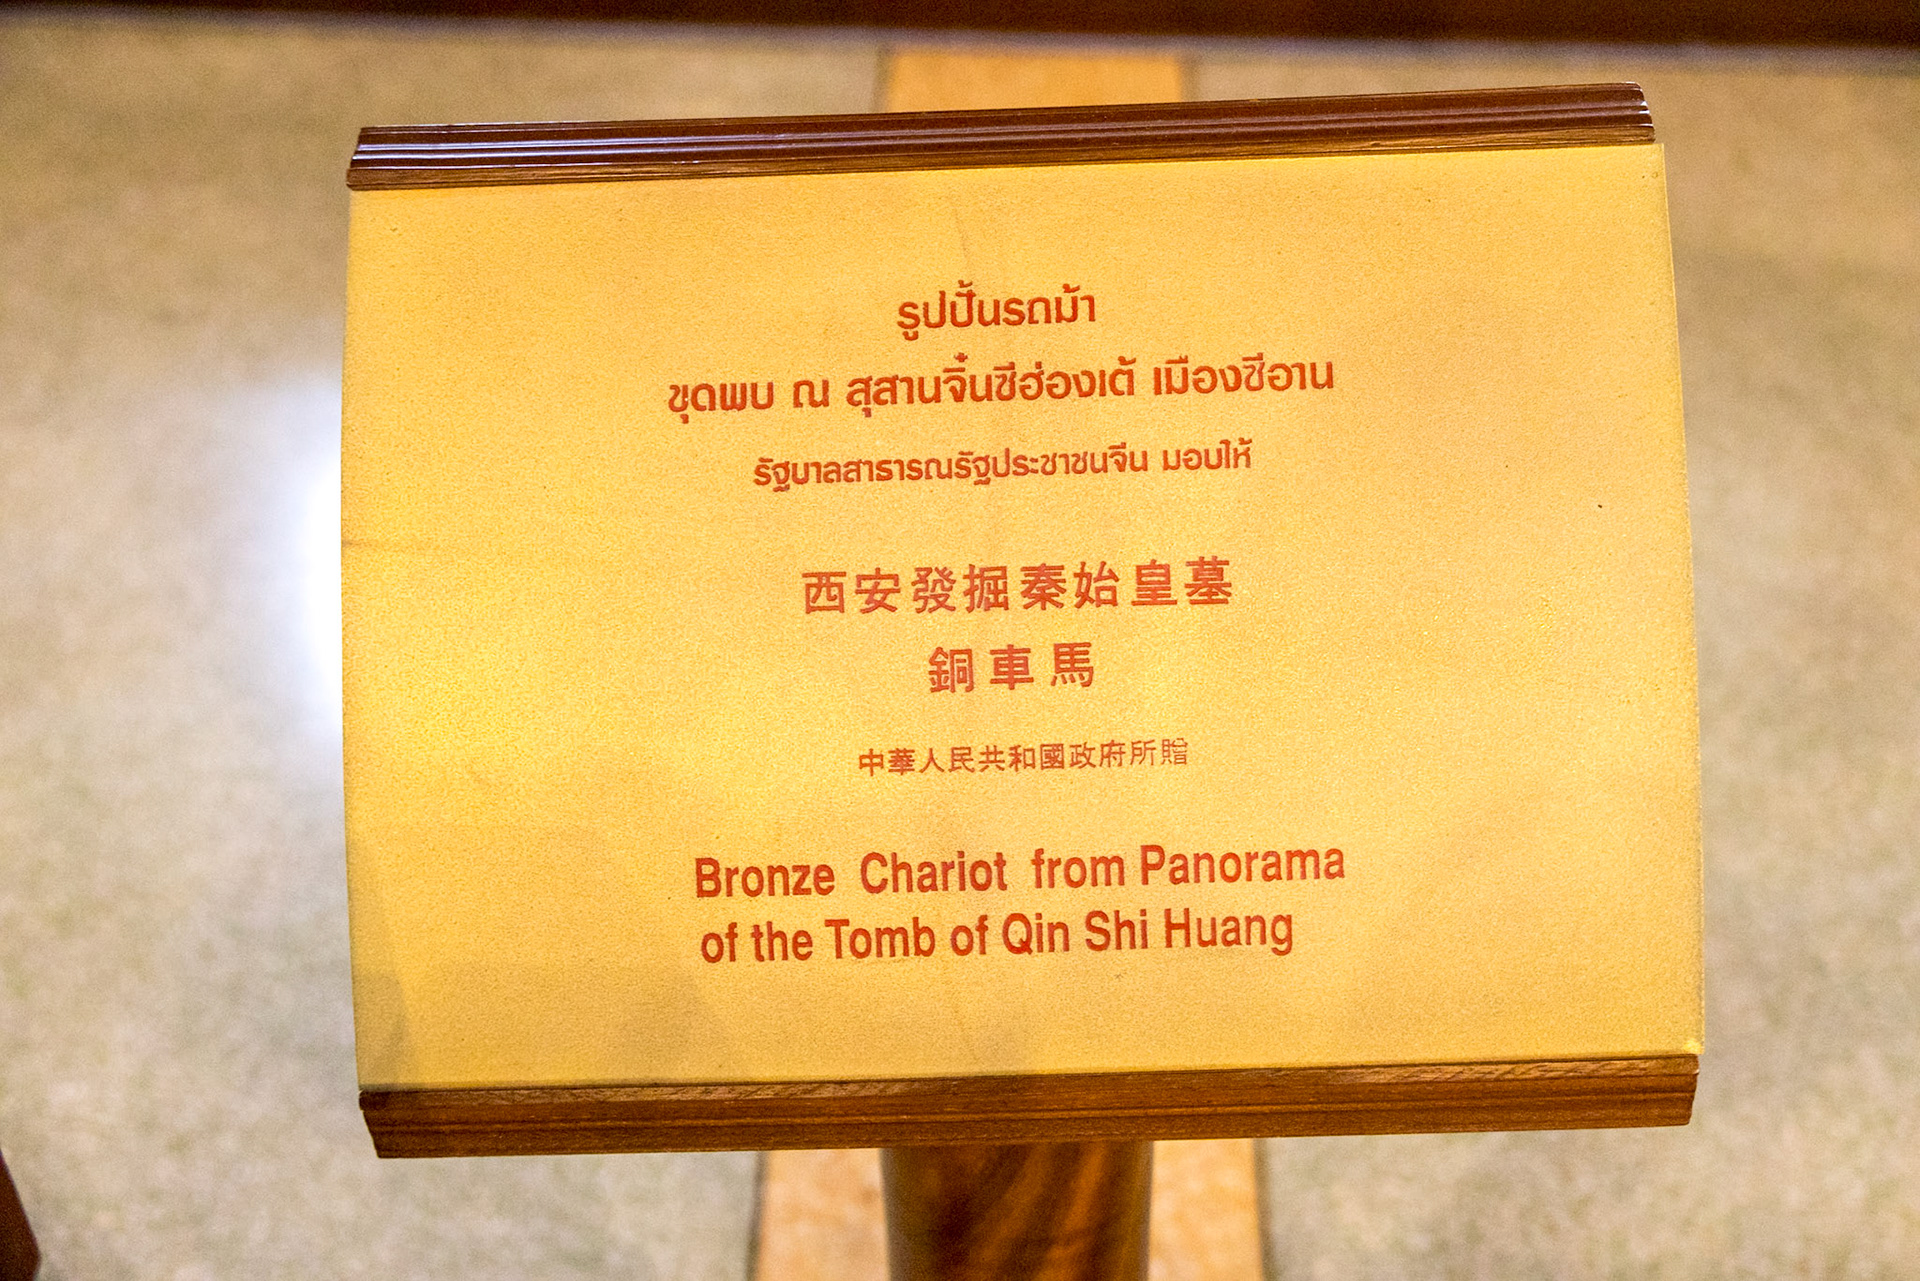 รูปปั้นรถม้า
ขุดพบ ณ สุสานจิ๋นซีฮ่องเต้ เมืองซีอาน
รัฐบาลสาธารณรัฐประชาชนจีน มอบให้
西安發掘秦始皇墓
銅車馬
中華人民共和國政府所贈
Bronze Chariot from Panorama
of the Tomb of Qin Shi Huang